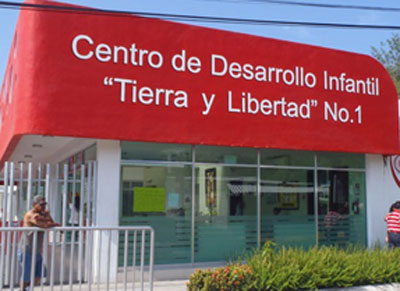 Centro de Desarrollo Infantil
“Tierra y Libertad” No.1